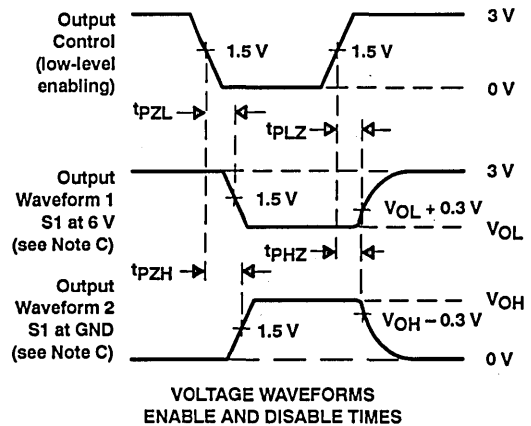 Output
Control
(low-level
enabling)
3 V
1.5 V
1.5 V
0 V
tPZL
tPLZ
Output
Waveform 1
S1 at 6 V
(see Note C)
3 V
1.5 V
VOL + 0.3 V
VOL
tPZH
tPHZ
Output
Waveform 2
S1 at GND
(see Note C)
VOH
1.5 V
VOH – 0.3 V
0 V
VOLTAGE WAVEFORMS
ENABLE AND DISABLE TIMES